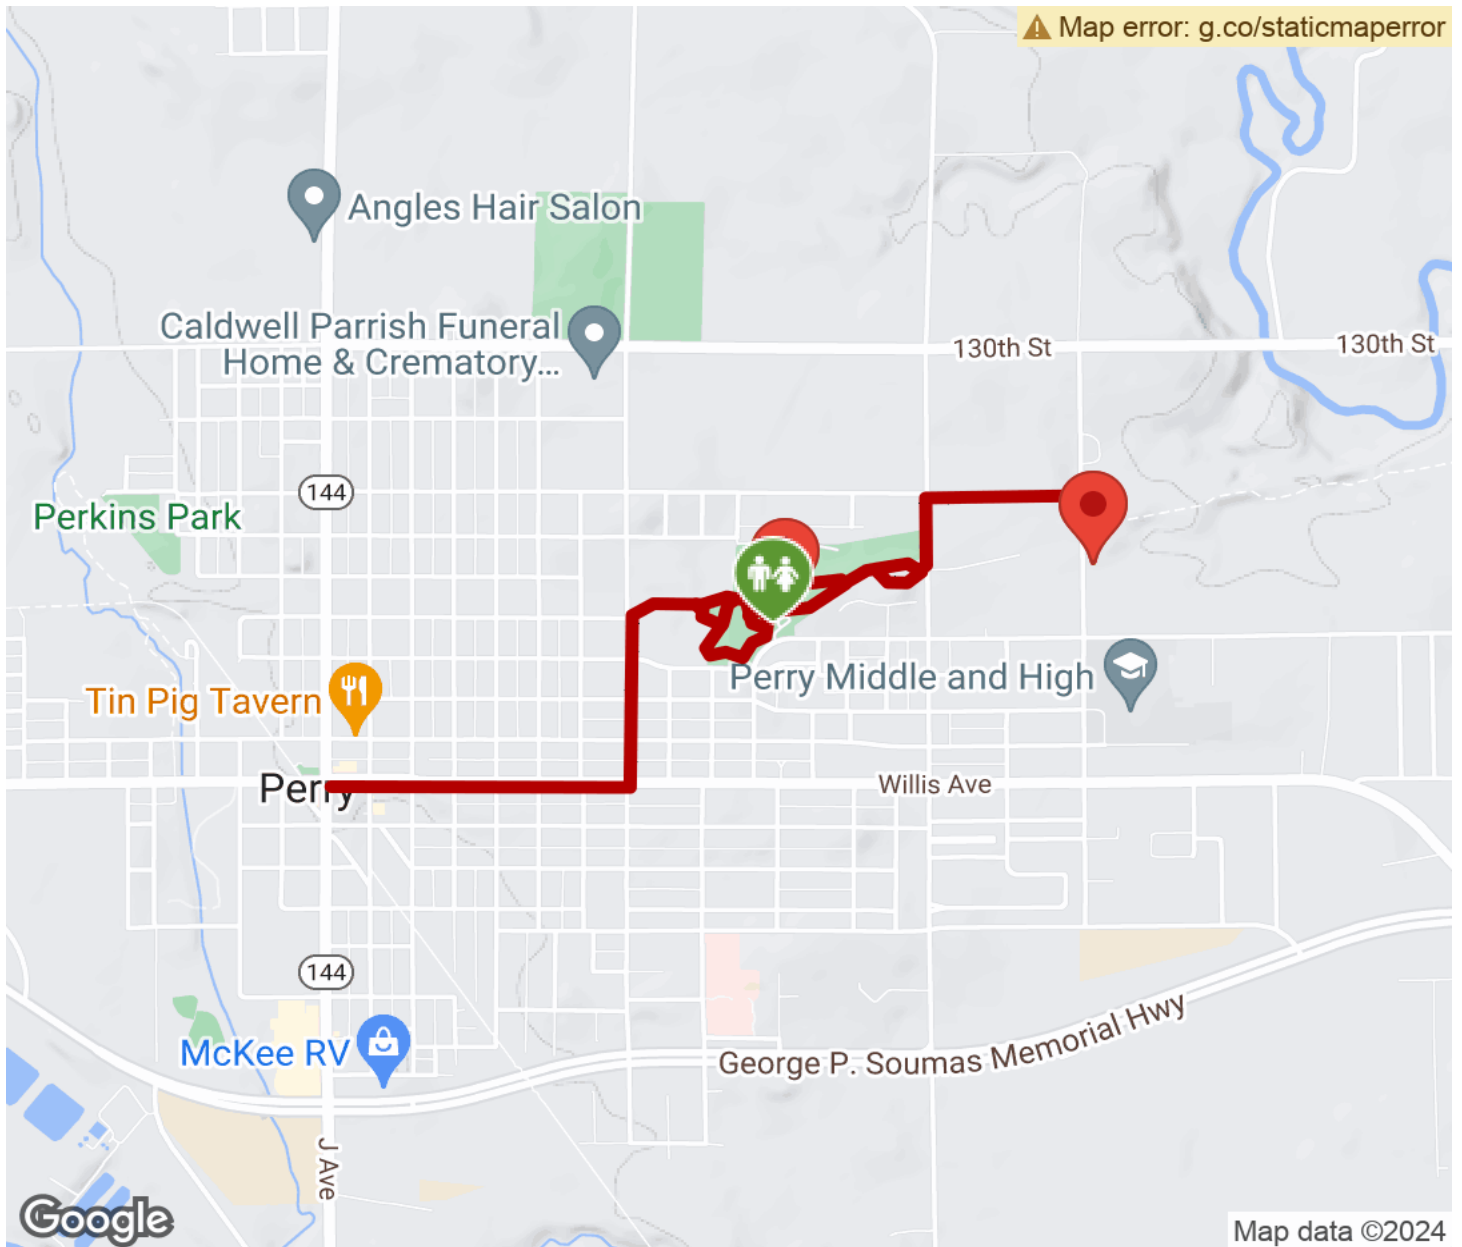 Map error: g.co/staticmaperror
Angles Hair Salon
Caldwell Parrish Funeral
Home & Crematory...
130th St
130th St
144
Perkins Park
Perry Middle and High
Tin Pig Tavern
Perry
Willis Ave
144
McKee RV
George P. Soumas Memorial Hwy
J Ave
Google
Map data ©2024